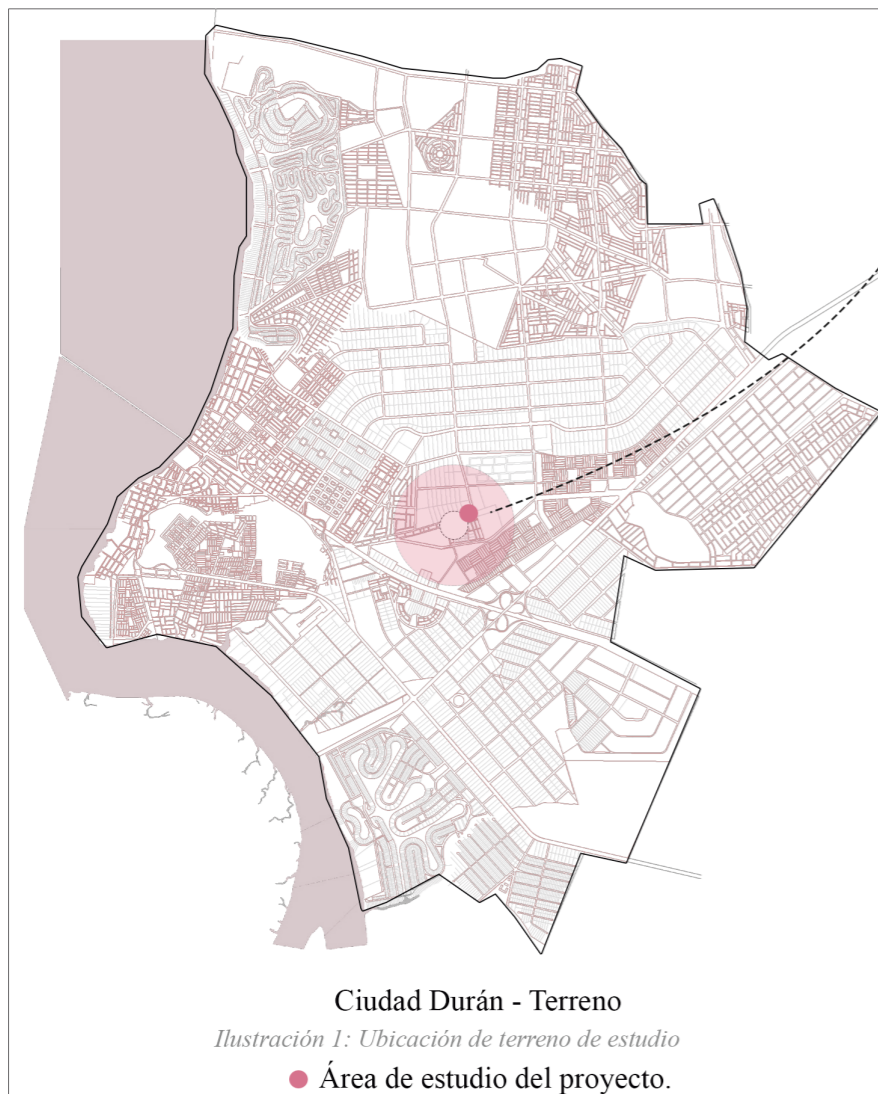 Ciudad Durán - Terreno
Ilustración 1: Ubicación de terreno de estudio
Área de estudio del proyecto.